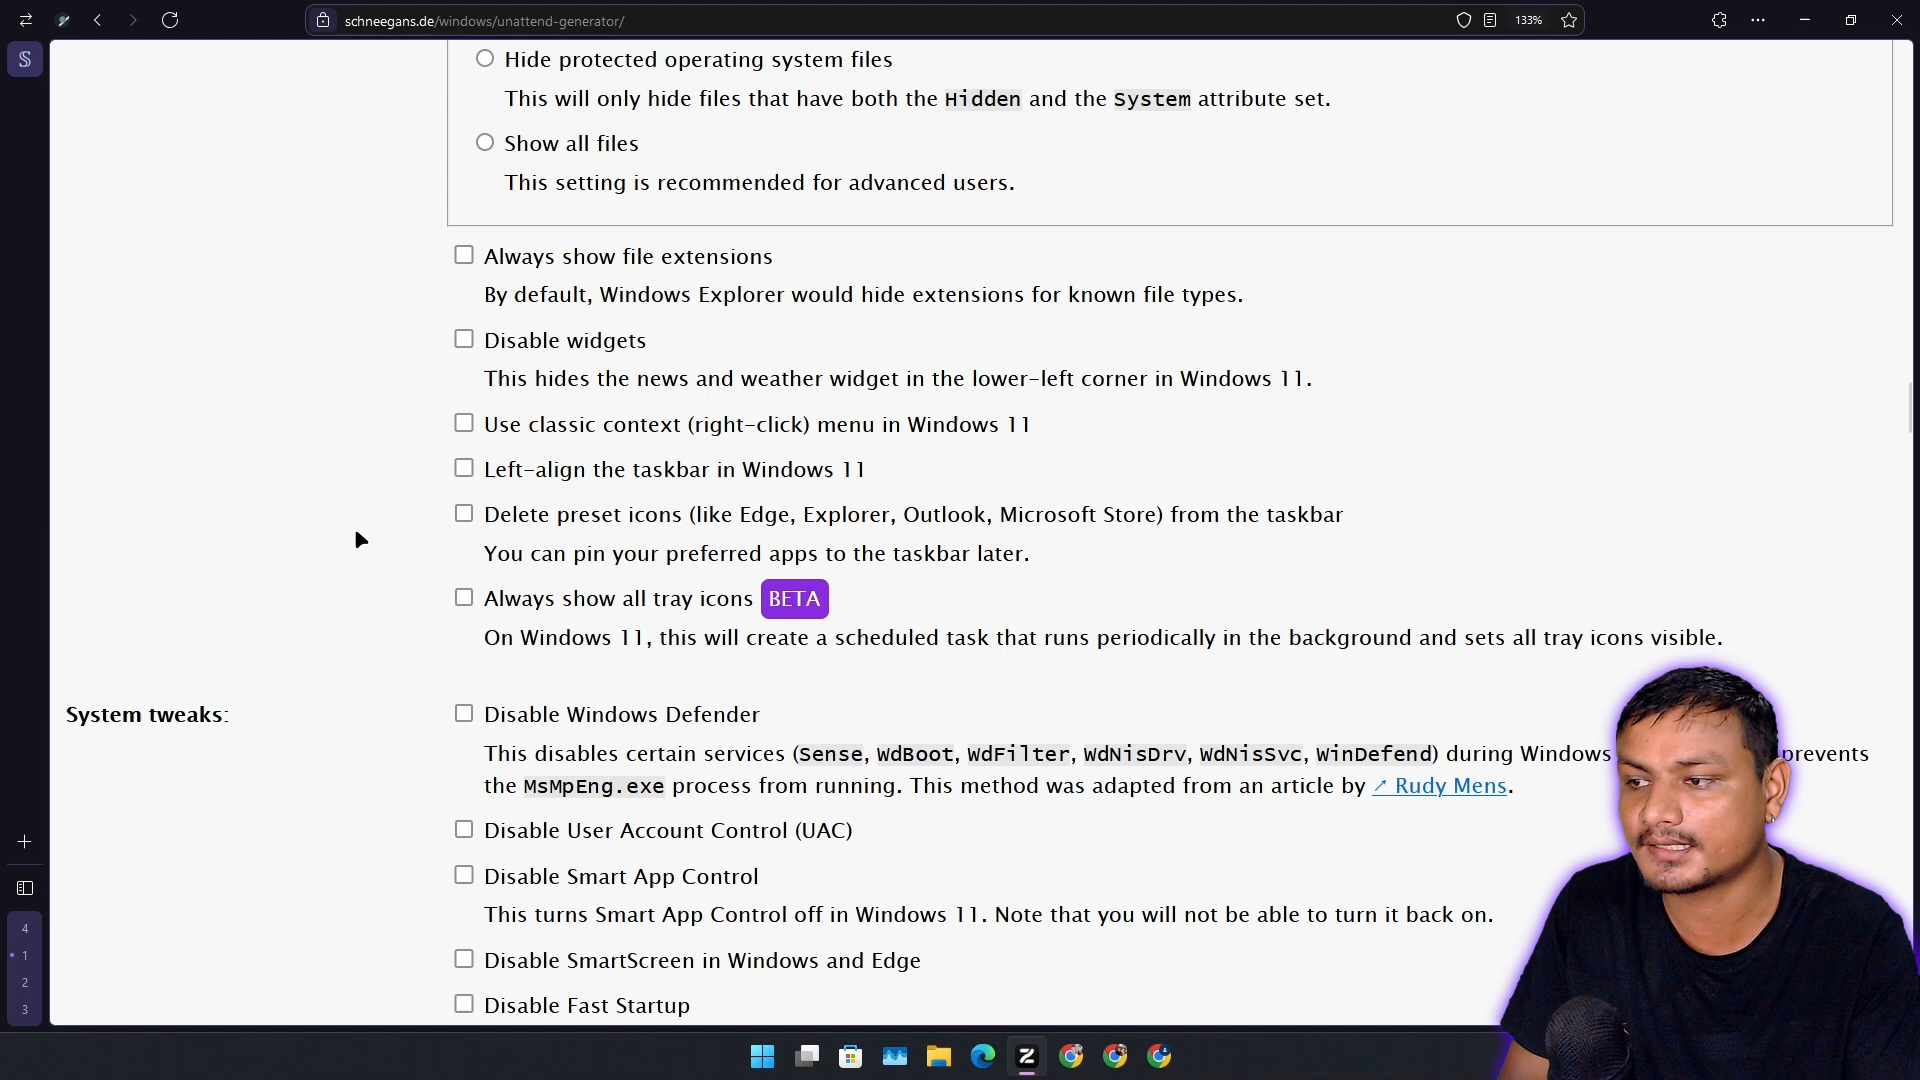 schneegans.de/windows/unattend-generator/
133%
Hide protected operating system files
This will only hide files that have both the Hidden and the System attribute set.
Show all files
This setting is recommended for advanced users.
Always show file extensions
By default, Windows Explorer would hide extensions for known file types.
Disable widgets
This hides the news and weather widget in the lower-left corner in Windows 11.
Use classic context (right-click) menu in Windows 11
Left-align the taskbar in Windows 11
Delete preset icons (like Edge, Explorer, Outlook, Microsoft Store) from the taskbar
You can pin your preferred apps to the taskbar later.
Always show all tray icons BETA
On Windows 11, this will create a scheduled task that runs periodically in the background and sets all tray icons visible.
System tweaks:
Disable Windows Defender
This disables certain services (Sense, WdBoot, WdFilter, WdNisDrv, WdNisSvc, WinDefend) during Windows prevents
the MsMpEng.exe process from running. This method was adapted from an article by ↗ Rudy Mens.
Disable User Account Control (UAC)
Disable Smart App Control
This turns Smart App Control off in Windows 11. Note that you will not be able to turn it back on.
Disable SmartScreen in Windows and Edge
Disable Fast Startup
4
1
2
3